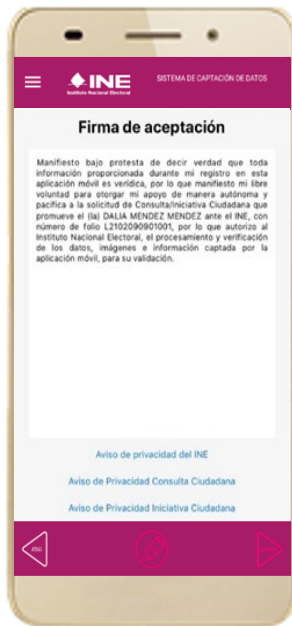 INE
Instituto Nacional Electoral
SISTEMA DE CAPTACIÓN DE DATOS
Firma de aceptación
Manifiesto bajo protesta de decir verdad que toda
información proporcionada durante mi registro en esta
aplicación móvil es verídica, por lo que manifiesto mi libre
voluntad para otorgar mi apoyo de manera autónoma y
pacífica a la solicitud de Consulta/Iniciativa Ciudadana que
promueve el (la) DALIA MENDEZ MENDEZ ante el INE, con
número de folio L2102090901001, por lo que autorizo al
Instituto Nacional Electoral, el procesamiento y verificación
de los datos, imágenes e información captada por la
aplicación móvil, para su validación.
Aviso de privacidad del INE
Aviso de Privacidad Consulta Ciudadana
Aviso de Privacidad Iniciativa Ciudadana